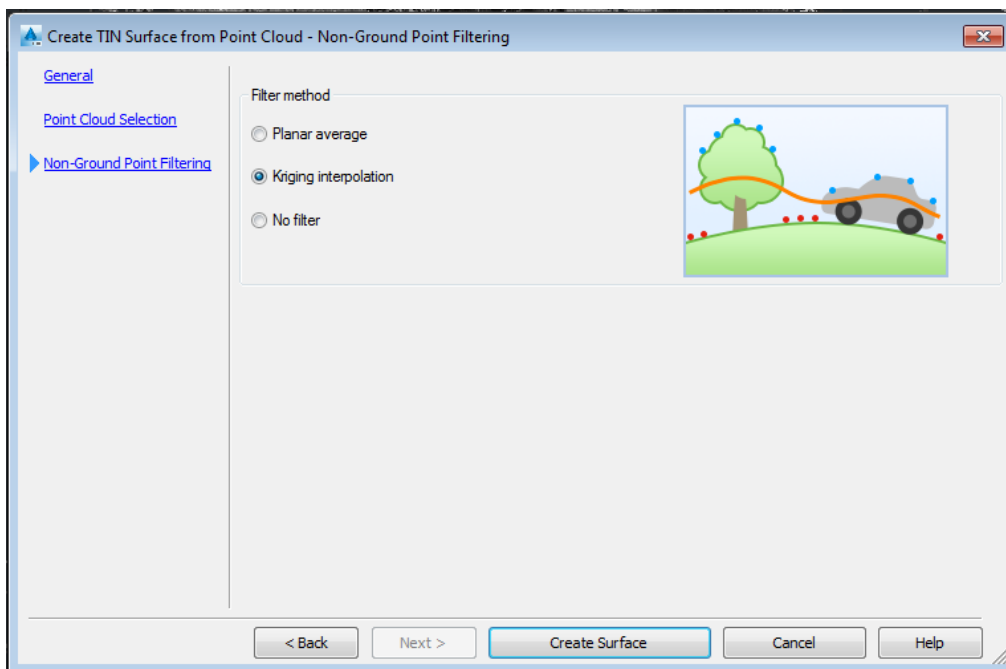 Create TIN Surface from Point Cloud - Non-Ground Point Filtering
General
Point Cloud Selection
Non-Ground Point Filtering
Filter method
Planar average
Kriging interpolation
No filter
< Back
Next >
Create Surface
Cancel
Help